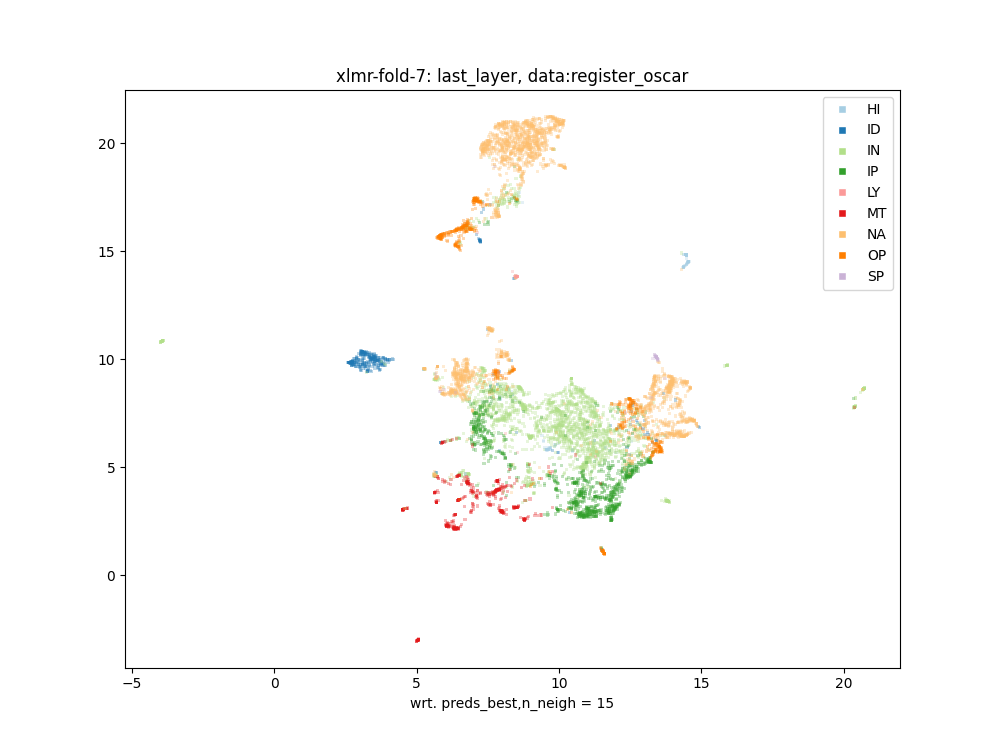 xlmr-fold-7: last_layer, data:register_oscar
HI
ID
IN
IP
LY
MT
NA
OP
SP
20
15
10
5
0
−5
0
5
10
15
20
wrt. preds_best,n_neigh = 15